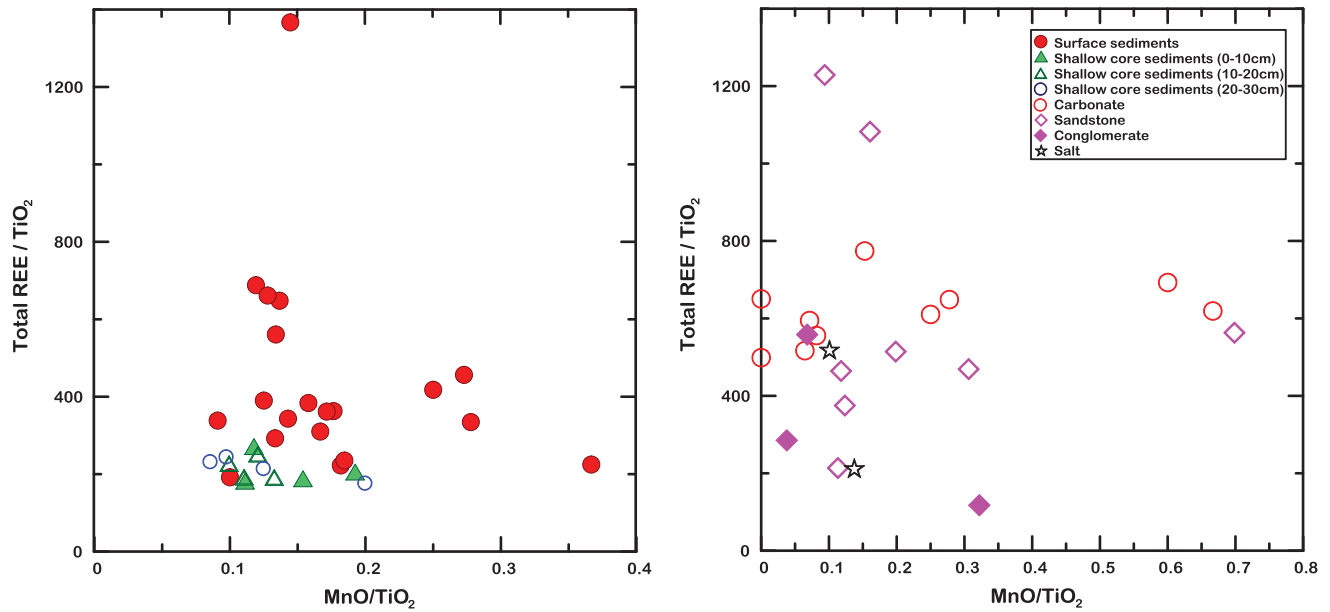 Total REE / TiO₂
1200
800
400
0
0 0.1 0.2 0.3 0.4
MnO/TiO₂
Total REE / TiO₂
1200
800
400
0
0 0.1 0.2 0.3 0.4 0.5 0.6 0.7 0.8
MnO/TiO₂
Surface sediments
Shallow core sediments (0-10cm)
Shallow core sediments (10-20cm)
Shallow core sediments (20-30cm)
Carbonate
Sandstone
Conglomerate
Salt